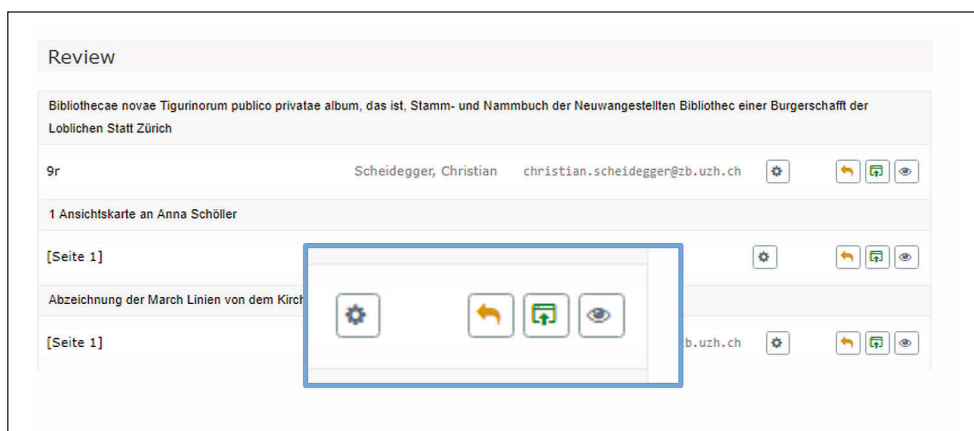 Review
Bibliothecae novae Tigurinorum publico privatae album, das ist, Stamm- und Nammbuch der Neuwangestellten Bibliothec einer Burgerschafft der
Loblichen Statt Zürich
9r Scheidegger, Christian christian.scheidegger@zb.uzh.ch
1 Ansichtskarte an Anna Schöller
[Seite 1]
Abzeichnung der March Linien von dem Kirch
[Seite 1] zb.uzh.ch